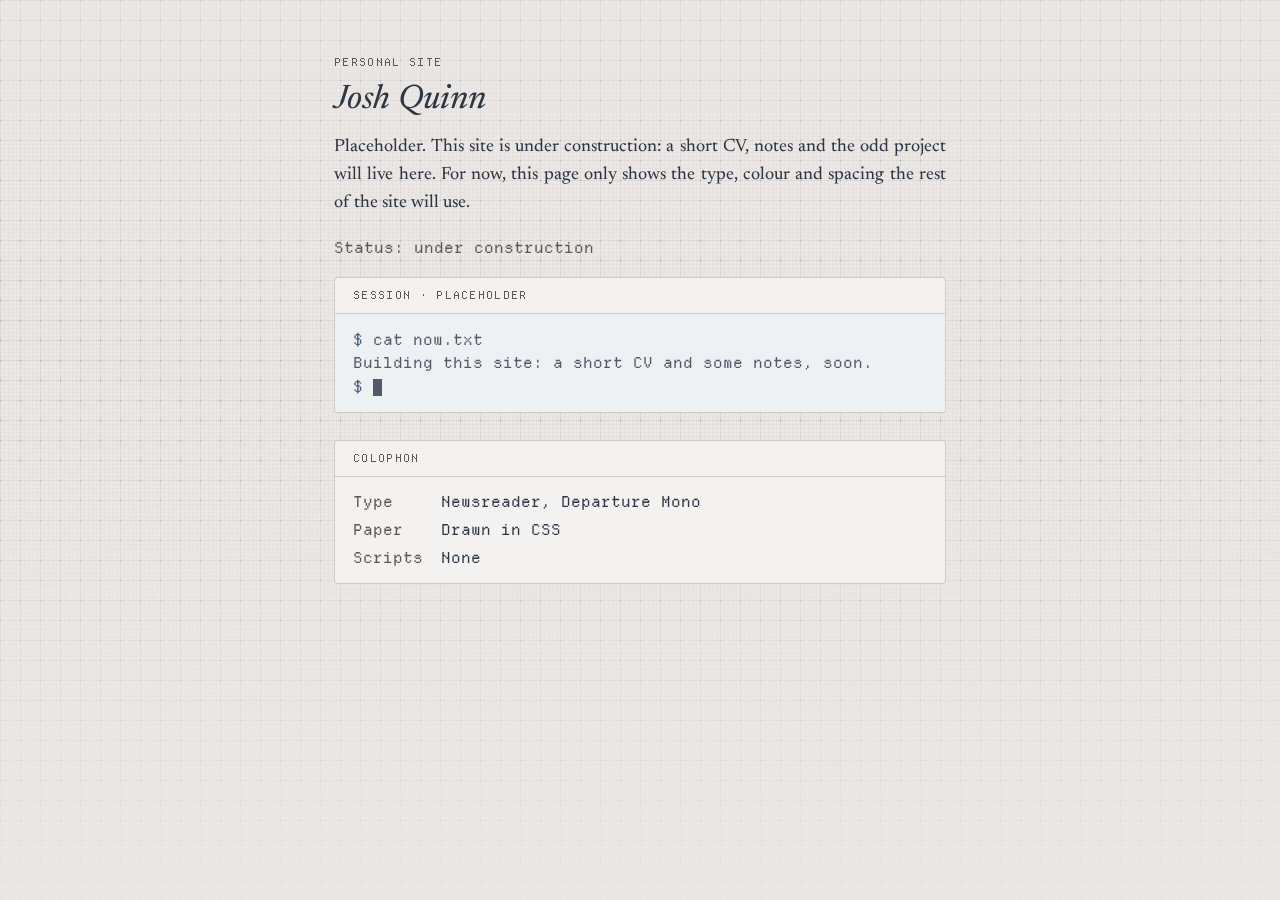 PERSONAL SITE
Josh Quinn
Placeholder. This site is under construction: a short CV, notes and the odd project
will live here. For now, this page only shows the type, colour and spacing the rest
of the site will use.
Status: under construction
SESSION · PLACEHOLDER
$ cat now.txt
Building this site: a short CV and some notes, soon.
$
COLOPHON
Type Newsreader, Departure Mono
Paper Drawn in CSS
Scripts None